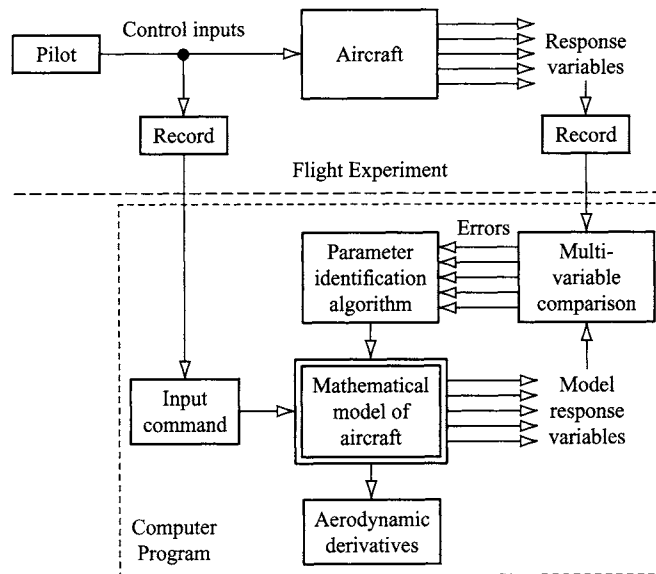 Control inputs
Pilot
Aircraft
Response
variables
Record
Record
Flight Experiment
Errors
Parameter
identification
algorithm
Multi-
variable
comparison
Input
command
Mathematical
model of
aircraft
Model
response
variables
Aerodynamic
derivatives
Computer
Program